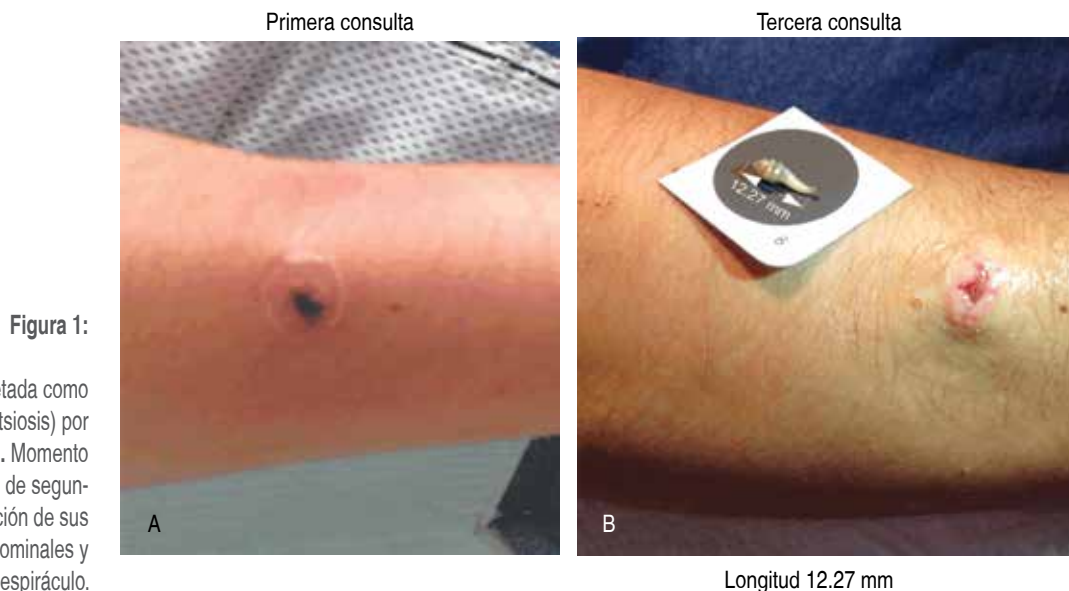 Primera consulta
Tercera consulta
12.27 mm
Figura 1:
etada como
tsiosis) por
. Momento
de segun-
ción de sus
ominales y
espiráculo.
A
B
Longitud 12.27 mm